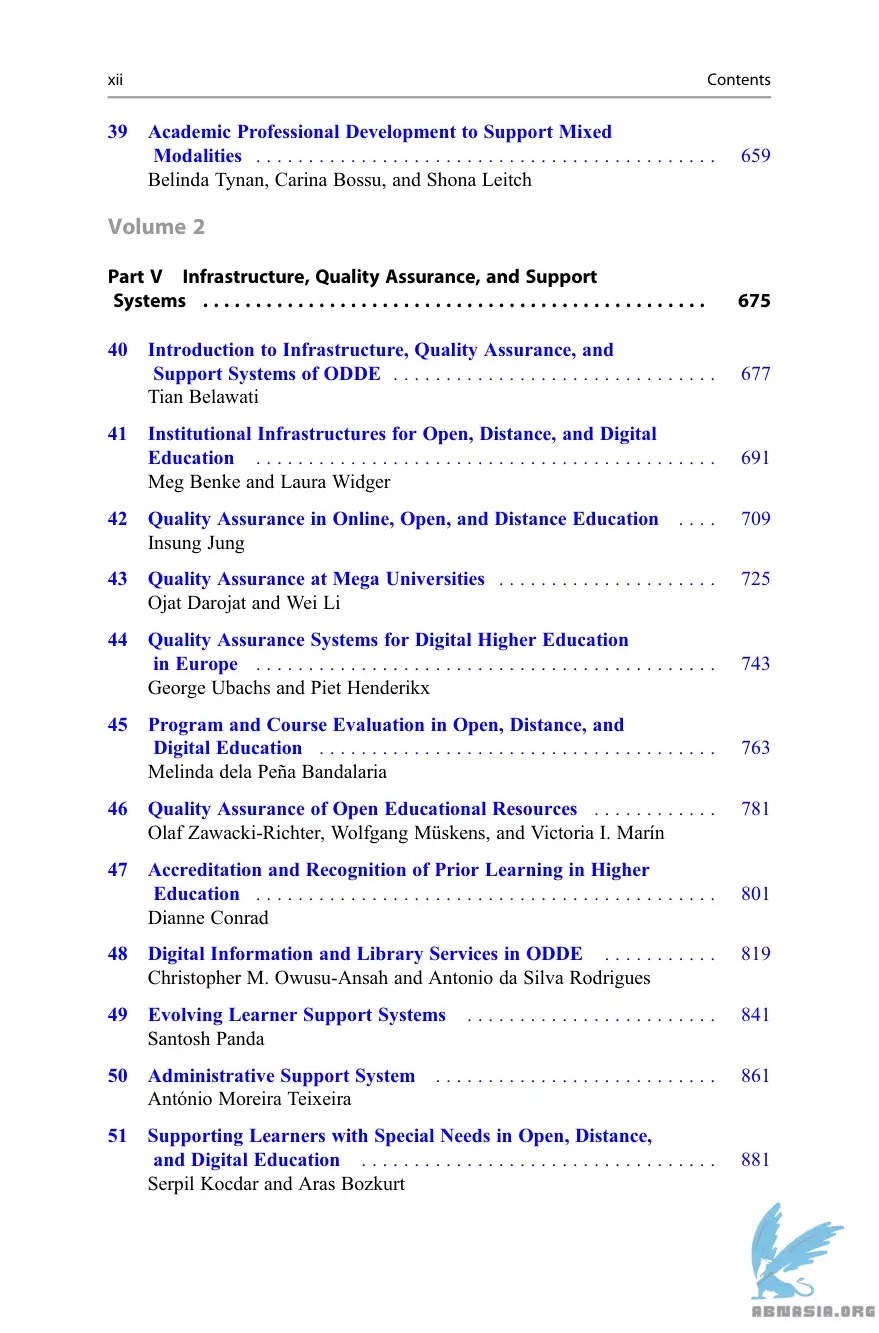 xii Contents
39 Academic Professional Development to Support Mixed
Modalities . . . . . . . . . . . . . . . . . . . . . . . . . . . . . . . . . . . . . . . . . . . . 659
Belinda Tynan, Carina Bossu, and Shona Leitch
Volume 2
Part V Infrastructure, Quality Assurance, and Support
Systems . . . . . . . . . . . . . . . . . . . . . . . . . . . . . . . . . . . . . . . . . . . . . . . . 675
40 Introduction to Infrastructure, Quality Assurance, and
Support Systems of ODDE . . . . . . . . . . . . . . . . . . . . . . . . . . . . . . . 677
Tian Belawati
41 Institutional Infrastructures for Open, Distance, and Digital
Education . . . . . . . . . . . . . . . . . . . . . . . . . . . . . . . . . . . . . . . . . . . . 691
Meg Benke and Laura Widger
42 Quality Assurance in Online, Open, and Distance Education . . . . 709
Insung Jung
43 Quality Assurance at Mega Universities . . . . . . . . . . . . . . . . . . . . . 725
Ojat Darojat and Wei Li
44 Quality Assurance Systems for Digital Higher Education
in Europe . . . . . . . . . . . . . . . . . . . . . . . . . . . . . . . . . . . . . . . . . . . . 743
George Ubachs and Piet Henderikx
45 Program and Course Evaluation in Open, Distance, and
Digital Education . . . . . . . . . . . . . . . . . . . . . . . . . . . . . . . . . . . . . . 763
Melinda dela Peña Bandalaria
46 Quality Assurance of Open Educational Resources . . . . . . . . . . . . 781
Olaf Zawacki-Richter, Wolfgang Müskens, and Victoria I. Marín
47 Accreditation and Recognition of Prior Learning in Higher
Education . . . . . . . . . . . . . . . . . . . . . . . . . . . . . . . . . . . . . . . . . . . . 801
Dianne Conrad
48 Digital Information and Library Services in ODDE . . . . . . . . . . . 819
Christopher M. Owusu-Ansah and Antonio da Silva Rodrigues
49 Evolving Learner Support Systems . . . . . . . . . . . . . . . . . . . . . . . . 841
Santosh Panda
50 Administrative Support System . . . . . . . . . . . . . . . . . . . . . . . . . . . 861
António Moreira Teixeira
51 Supporting Learners with Special Needs in Open, Distance,
and Digital Education . . . . . . . . . . . . . . . . . . . . . . . . . . . . . . . . . . 881
Serpil Kocdar and Aras Bozkurt
ABNASIA.ORG